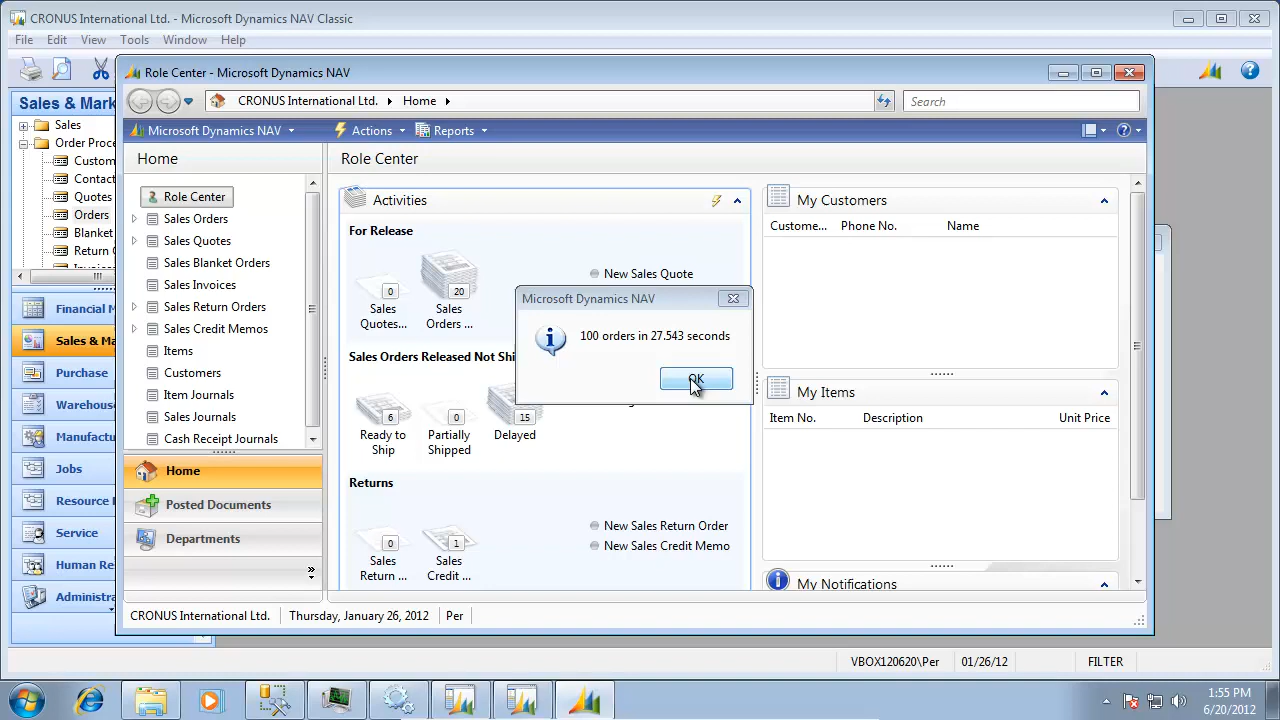 CRONUS International Ltd. - Microsoft Dynamics NAV Classic
File Edit View Tools Window Help
Role Center - Microsoft Dynamics NAV
CRONUS International Ltd. Home
Search
Microsoft Dynamics NAV Actions Reports
Sales & Mark
Sales
Order Proce
Custom
Contac
Quotes
Orders
Blanket
Return O
Financial M
Sales & Ma
Purchase
Warehous
Manufactu
Jobs
Resource P
Service
Human Re
Administra
Home
Role Center
Sales Orders
Sales Quotes
Sales Blanket Orders
Sales Invoices
Sales Return Orders
Sales Credit Memos
Items
Customers
Item Journals
Sales Journals
Cash Receipt Journals
Home
Posted Documents
Departments
Role Center
Activities
For Release
0
Sales
Quotes...
20
Sales
Orders ...
New Sales Quote
Sales Orders Released Not Shi
6
Ready to
Ship
0
Partially
Shipped
15
Delayed
Returns
0
Sales
Return ...
1
Sales
Credit ...
New Sales Return Order
New Sales Credit Memo
My Customers
Custome... Phone No. Name
My Items
Item No. Description Unit Price
My Notifications
Microsoft Dynamics NAV
100 orders in 27.543 seconds
OK
CRONUS International Ltd. Thursday, January 26, 2012 Per
VBOX120620\Per 01/26/12 FILTER
1:55 PM
6/20/2012